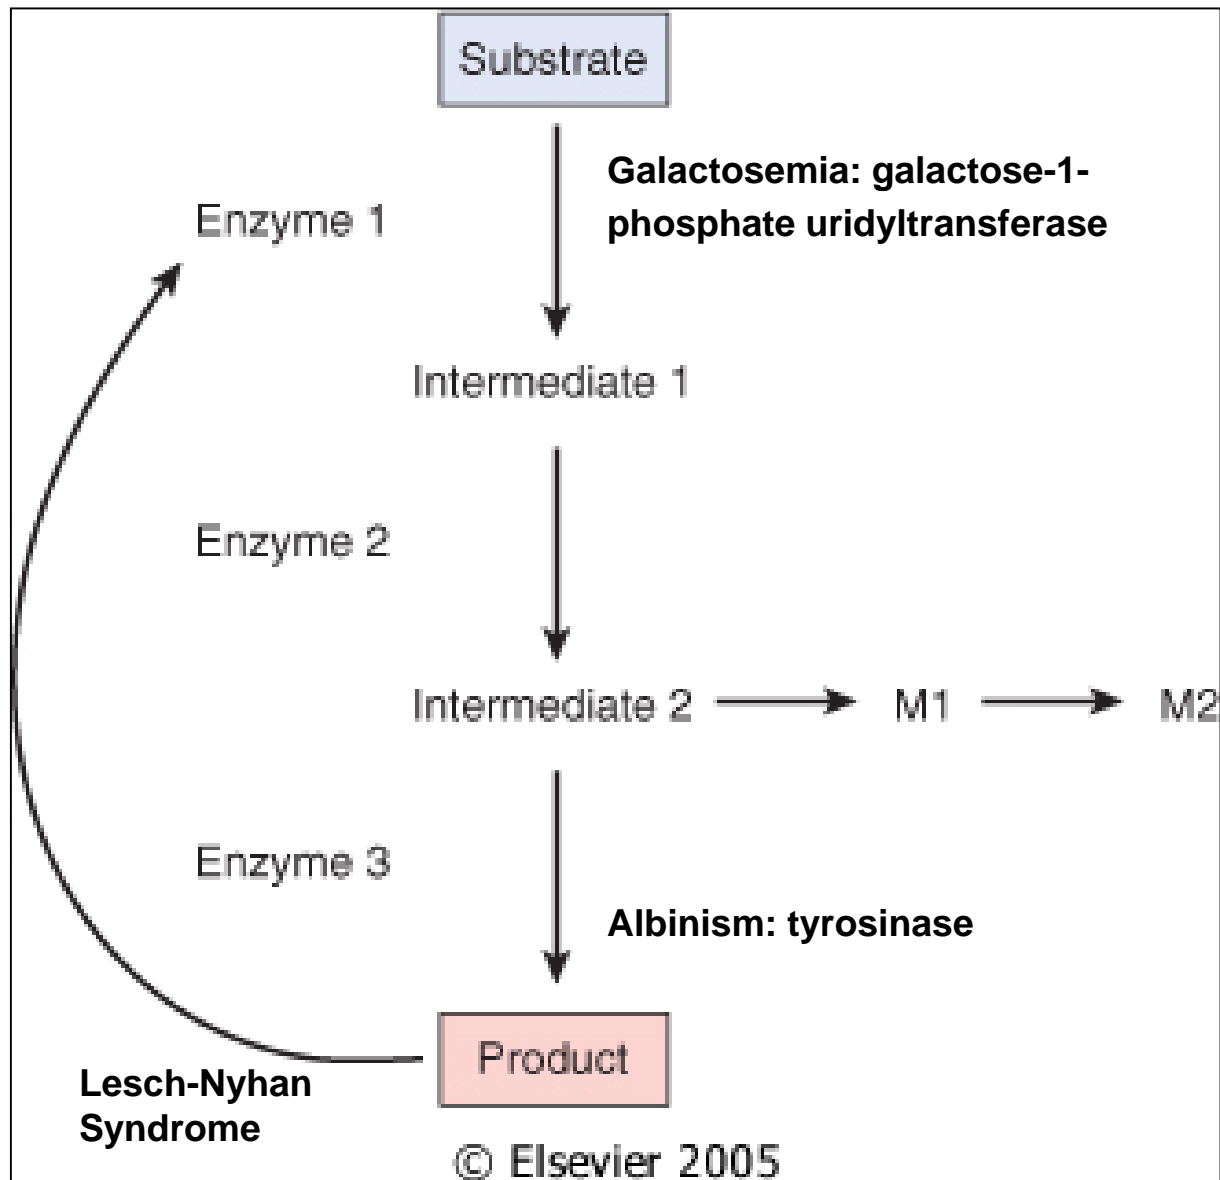 Substrate
Galactosemia: galactose-1-
phosphate uridyltransferase
Enzyme 1
Intermediate 1
Enzyme 2
Intermediate 2
M1
M2
Enzyme 3
Albinism: tyrosinase
Product
Lesch-Nyhan
Syndrome
© Elsevier 2005